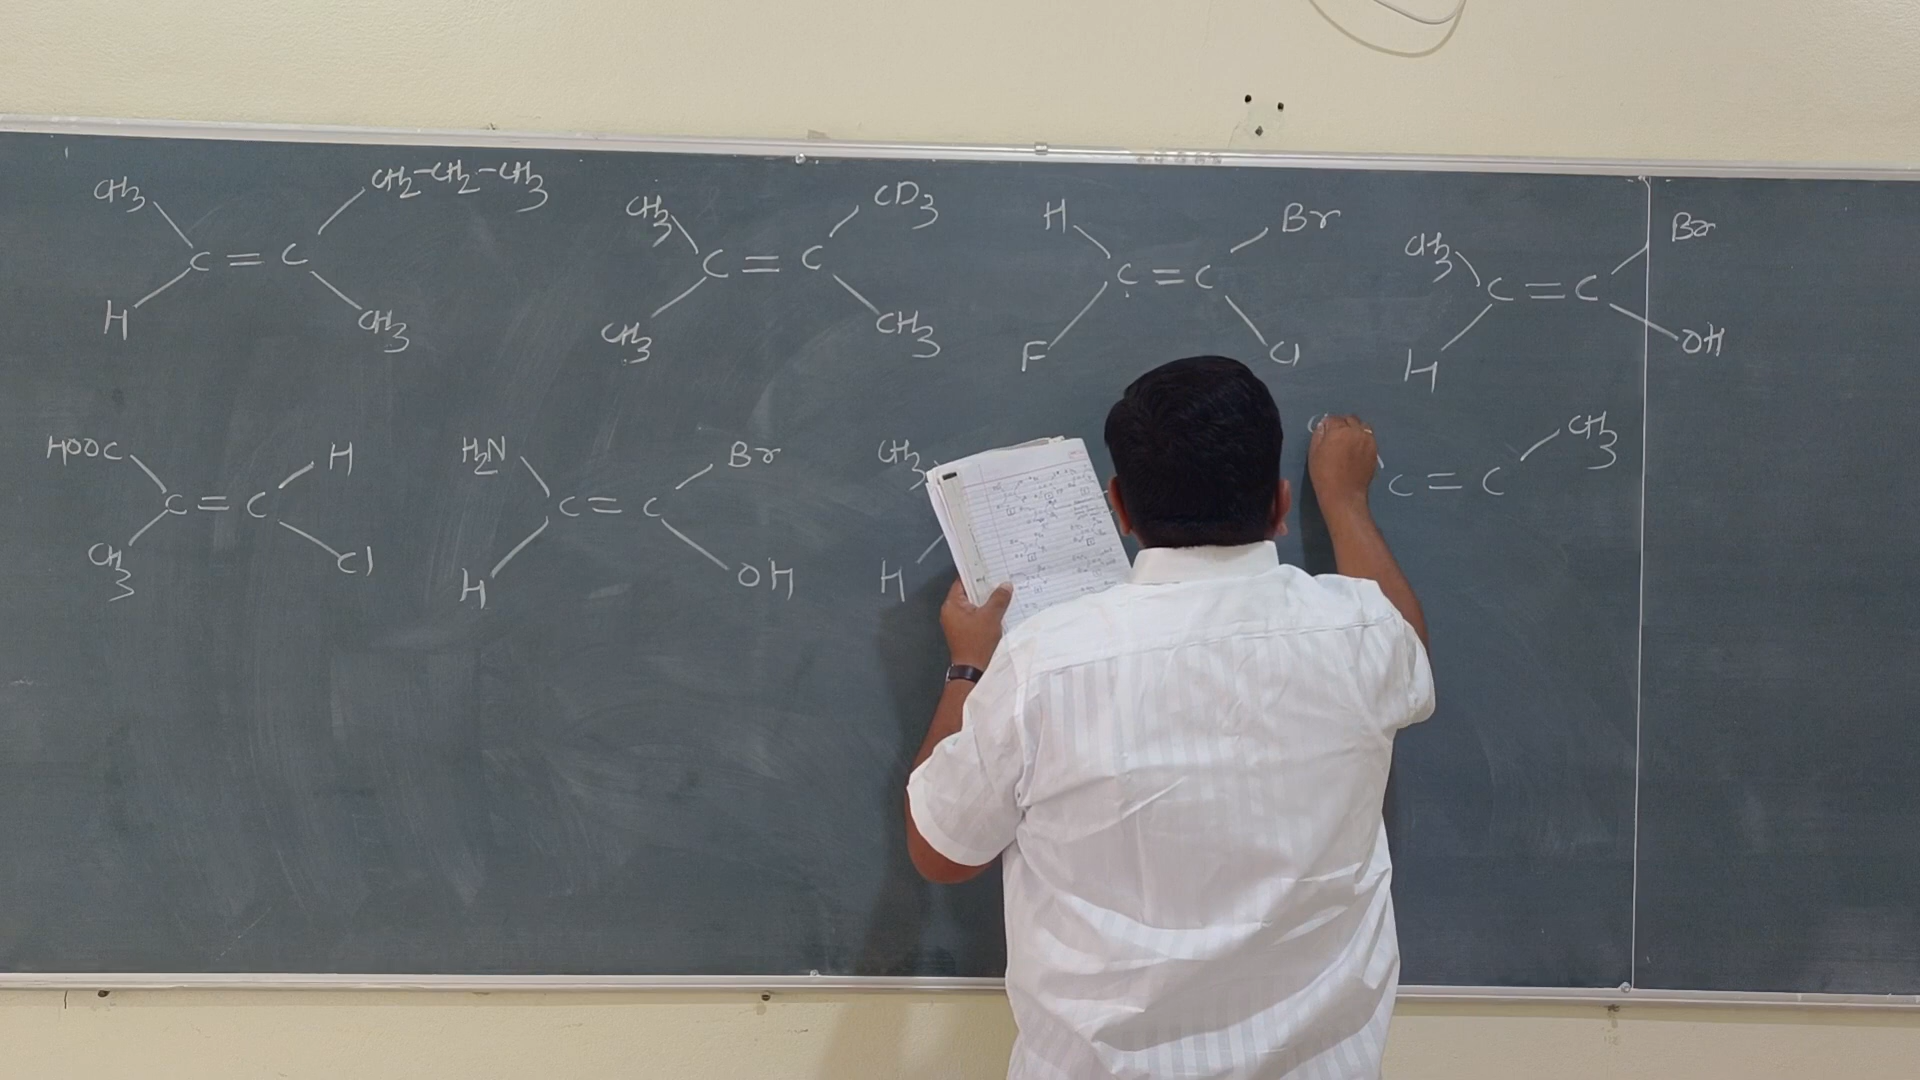 CH3 CH2-CH2-CH3
C=C
H CH3
CH3 CD3
C=C
CH3 CH3
H Br
C=C
F Cl
CH3 Br
C=C
H OH
HOOC H
C=C
CH3 Cl
H2N Br
C=C
H OH
CH3
H
CH3
C=C